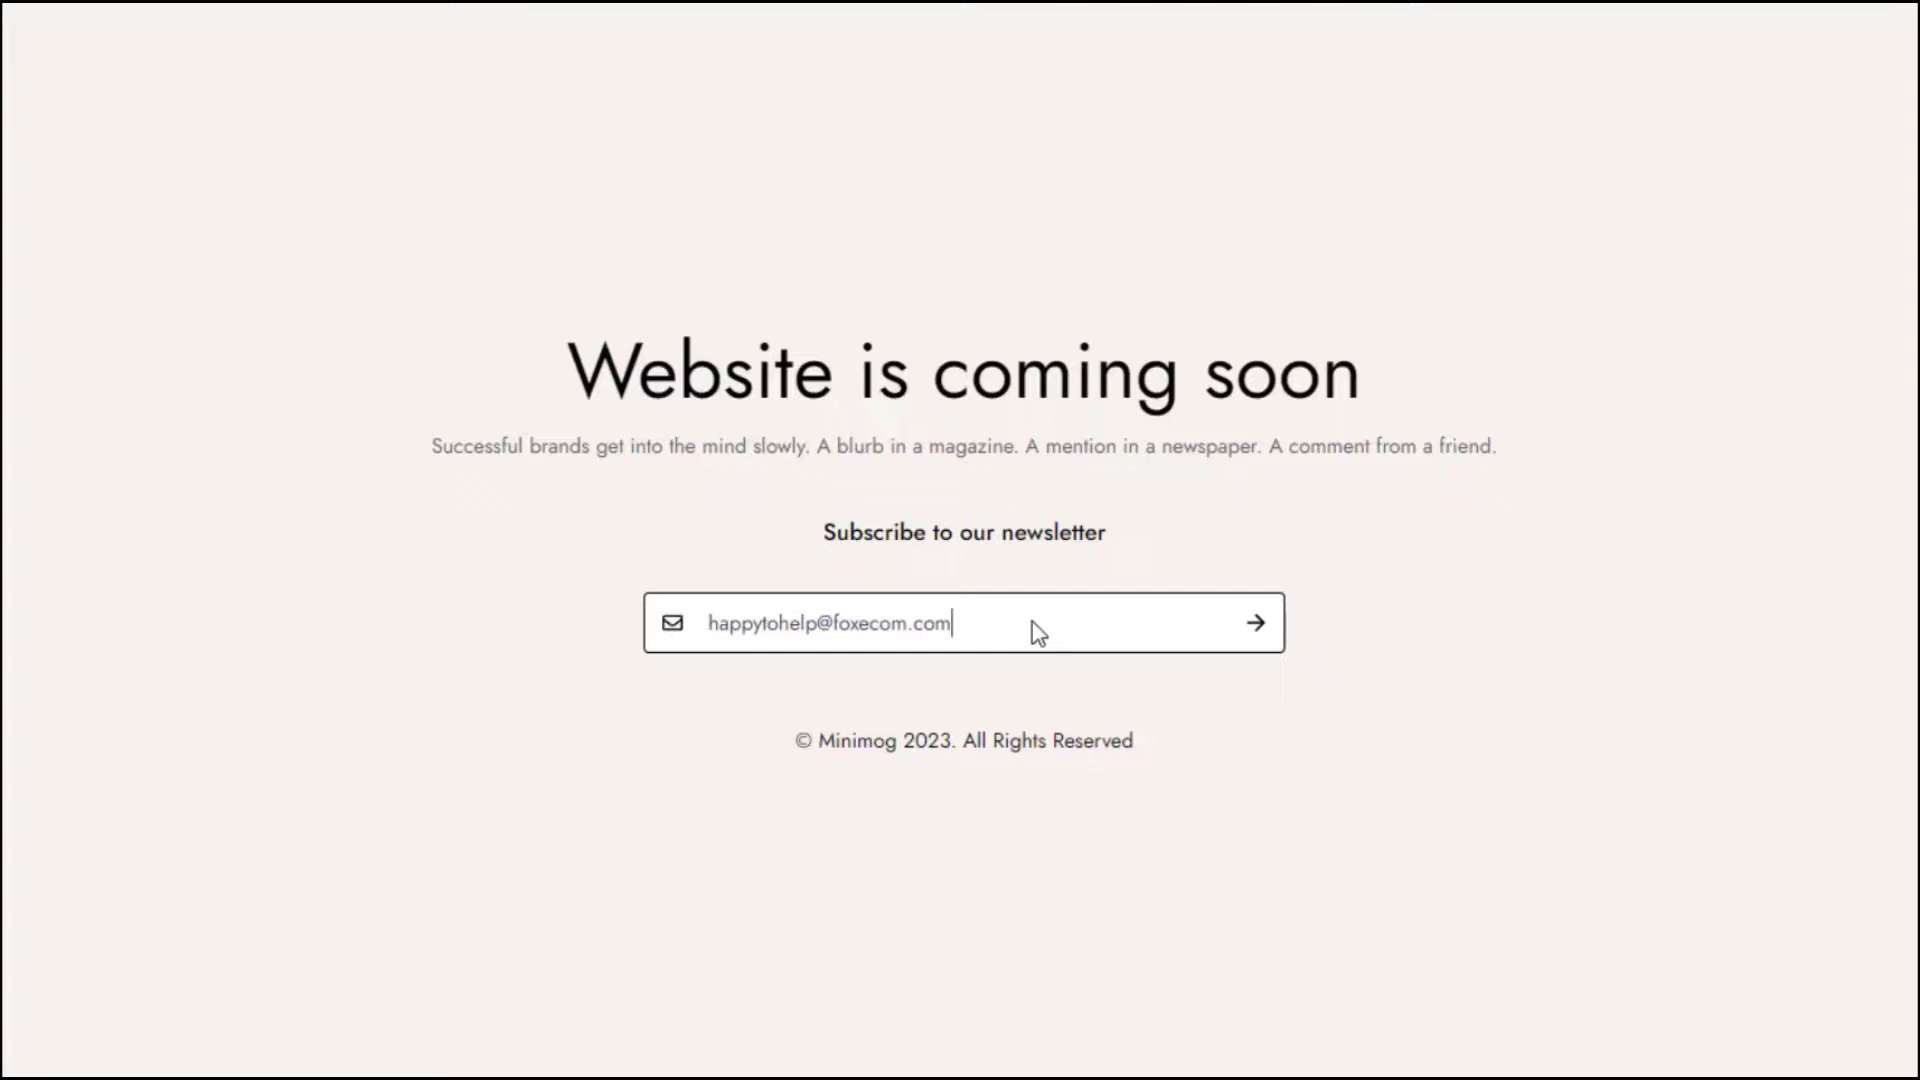 Website is coming soon
Successful brands get into the mind slowly. A blurb in a magazine. A mention in a newspaper. A comment from a friend.
Subscribe to our newsletter
happytohelp@foxecom.com
© Minimog 2023. All Rights Reserved